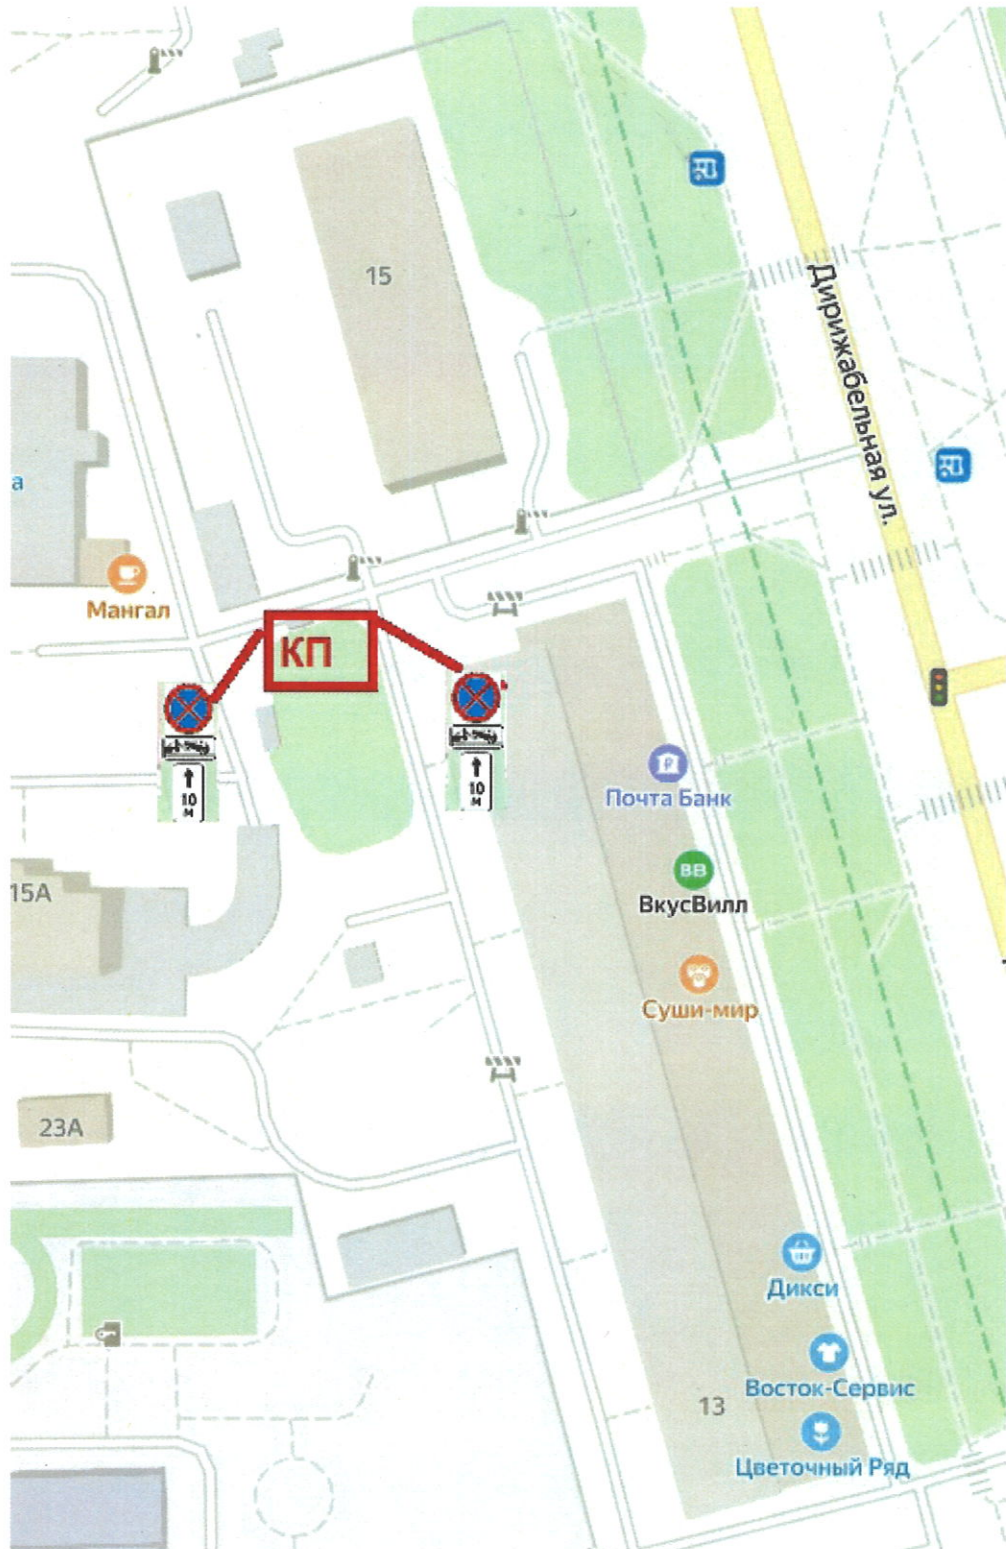 15
Дирижабельная ул.
а
Мангал
КП
10
м
10
м
₽
Почта Банк
15А
ВВ
ВкусВилл
Суши-мир
23А
Дикси
Восток-Сервис
13
Цветочный Ряд